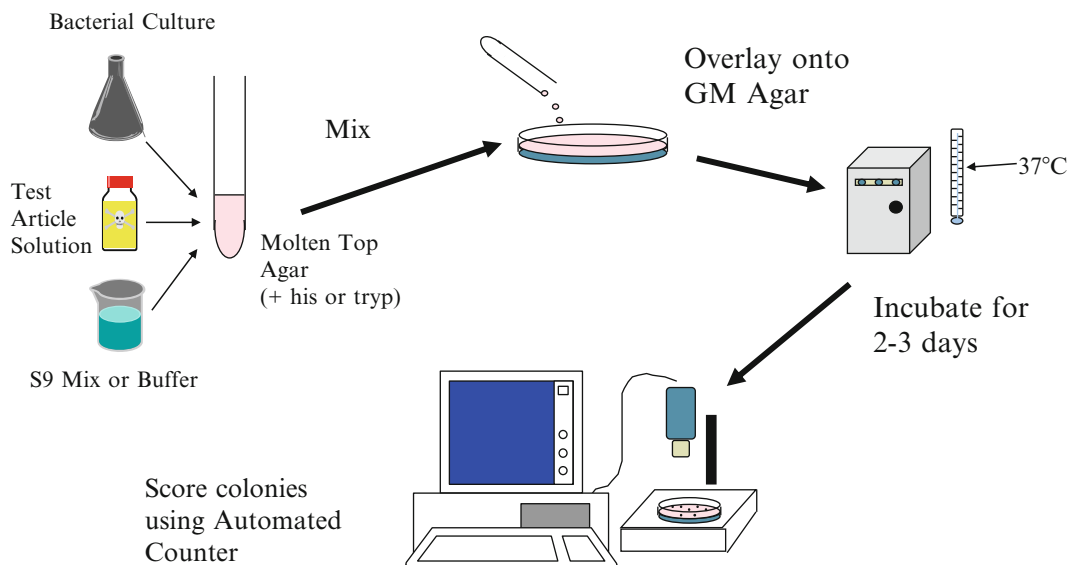 Bacterial Culture
Test
Article
Solution
S9 Mix or Buffer
Molten Top
Agar
(+ his or tryp)
Mix
Overlay onto
GM Agar
37°C
Incubate for
2-3 days
Score colonies
using Automated
Counter